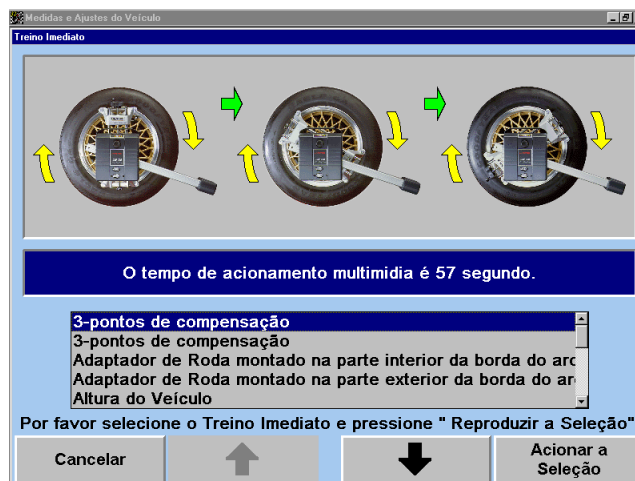 Medidas e Ajustes do Veículo
Treino Imediato
O tempo de acionamento multimidia é 57 segundo.
3-pontos de compensação
3-pontos de compensação
Adaptador de Roda montado na parte interior da borda do arc
Adaptador de Roda montado na parte exterior da borda do ar
Altura do Veículo
Por favor selecione o Treino Imediato e pressione " Reproduzir a Seleção"
Cancelar
Acionar a
Seleção